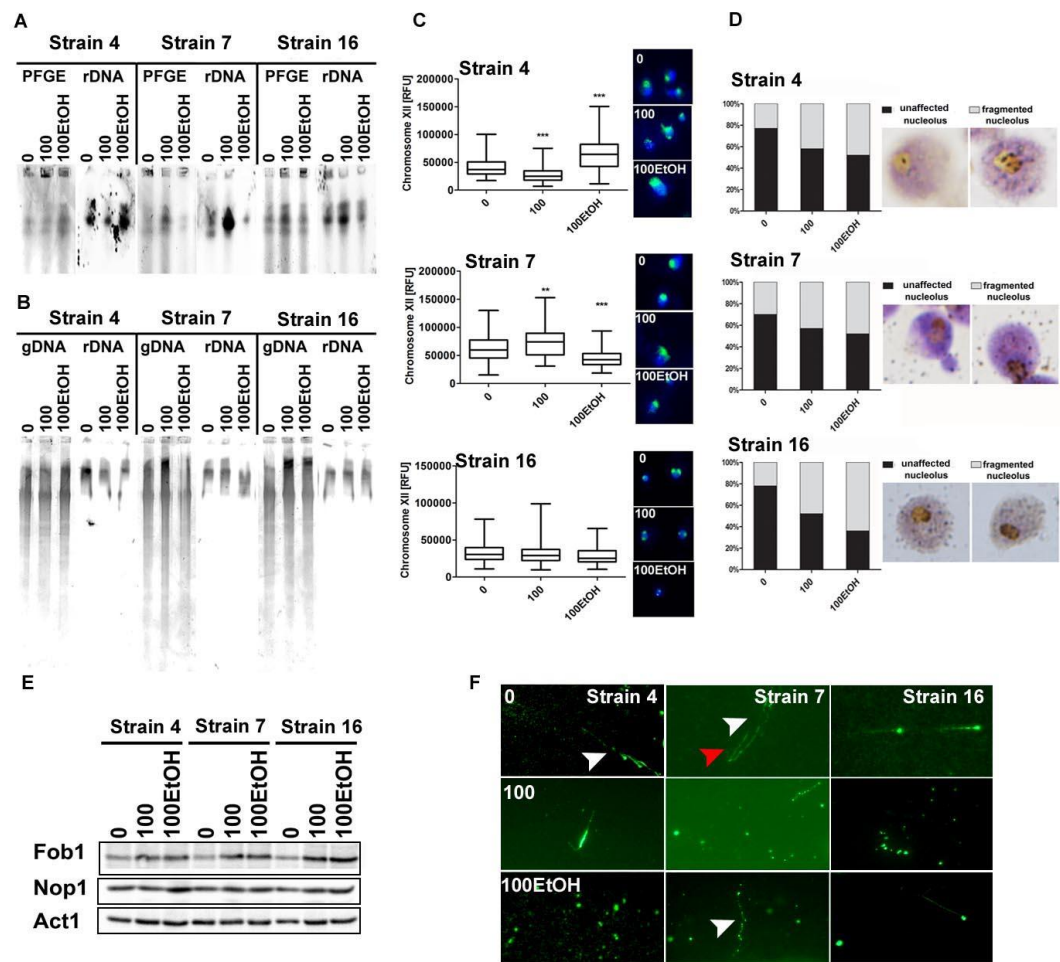 A
Strain 4 Strain 7 Strain 16
PFGE rDNA PFGE rDNA PFGE rDNA
0 100 100EtOH 0 100 100EtOH 0 100 100EtOH 0 100 100EtOH 0 100 100EtOH 0 100 100EtOH
B
Strain 4 Strain 7 Strain 16
gDNA rDNA gDNA rDNA gDNA rDNA
0 100 100EtOH 0 100 100EtOH 0 100 100EtOH 0 100 100EtOH 0 100 100EtOH 0 100 100EtOH
C
Strain 4
Chromosome XII [RFU]
200000
150000
100000
50000
0
*** ***
0 100 100EtOH
0
100
100EtOH
Strain 7
Chromosome XII [RFU]
200000
150000
100000
50000
0
** ***
0 100 100EtOH
0
100
100EtOH
Strain 16
Chromosome XII [RFU]
150000
100000
50000
0
0 100 100EtOH
0
100
100EtOH
D
Strain 4
100%
80%
60%
40%
20%
0%
0 100 100EtOH
unaffected
nucleolus
fragmented
nucleolus
Strain 7
100%
80%
60%
40%
20%
0%
0 100 100EtOH
unaffected
nucleolus
fragmented
nucleolus
Strain 16
100%
80%
60%
40%
20%
0%
0 100 100EtOH
unaffected
nucleolus
fragmented
nucleolus
E
Strain 4 Strain 7 Strain 16
0 100 100EtOH 0 100 100EtOH 0 100 100EtOH
Fob1
Nop1
Act1
F
0 Strain 4 Strain 7 Strain 16
100
100EtOH